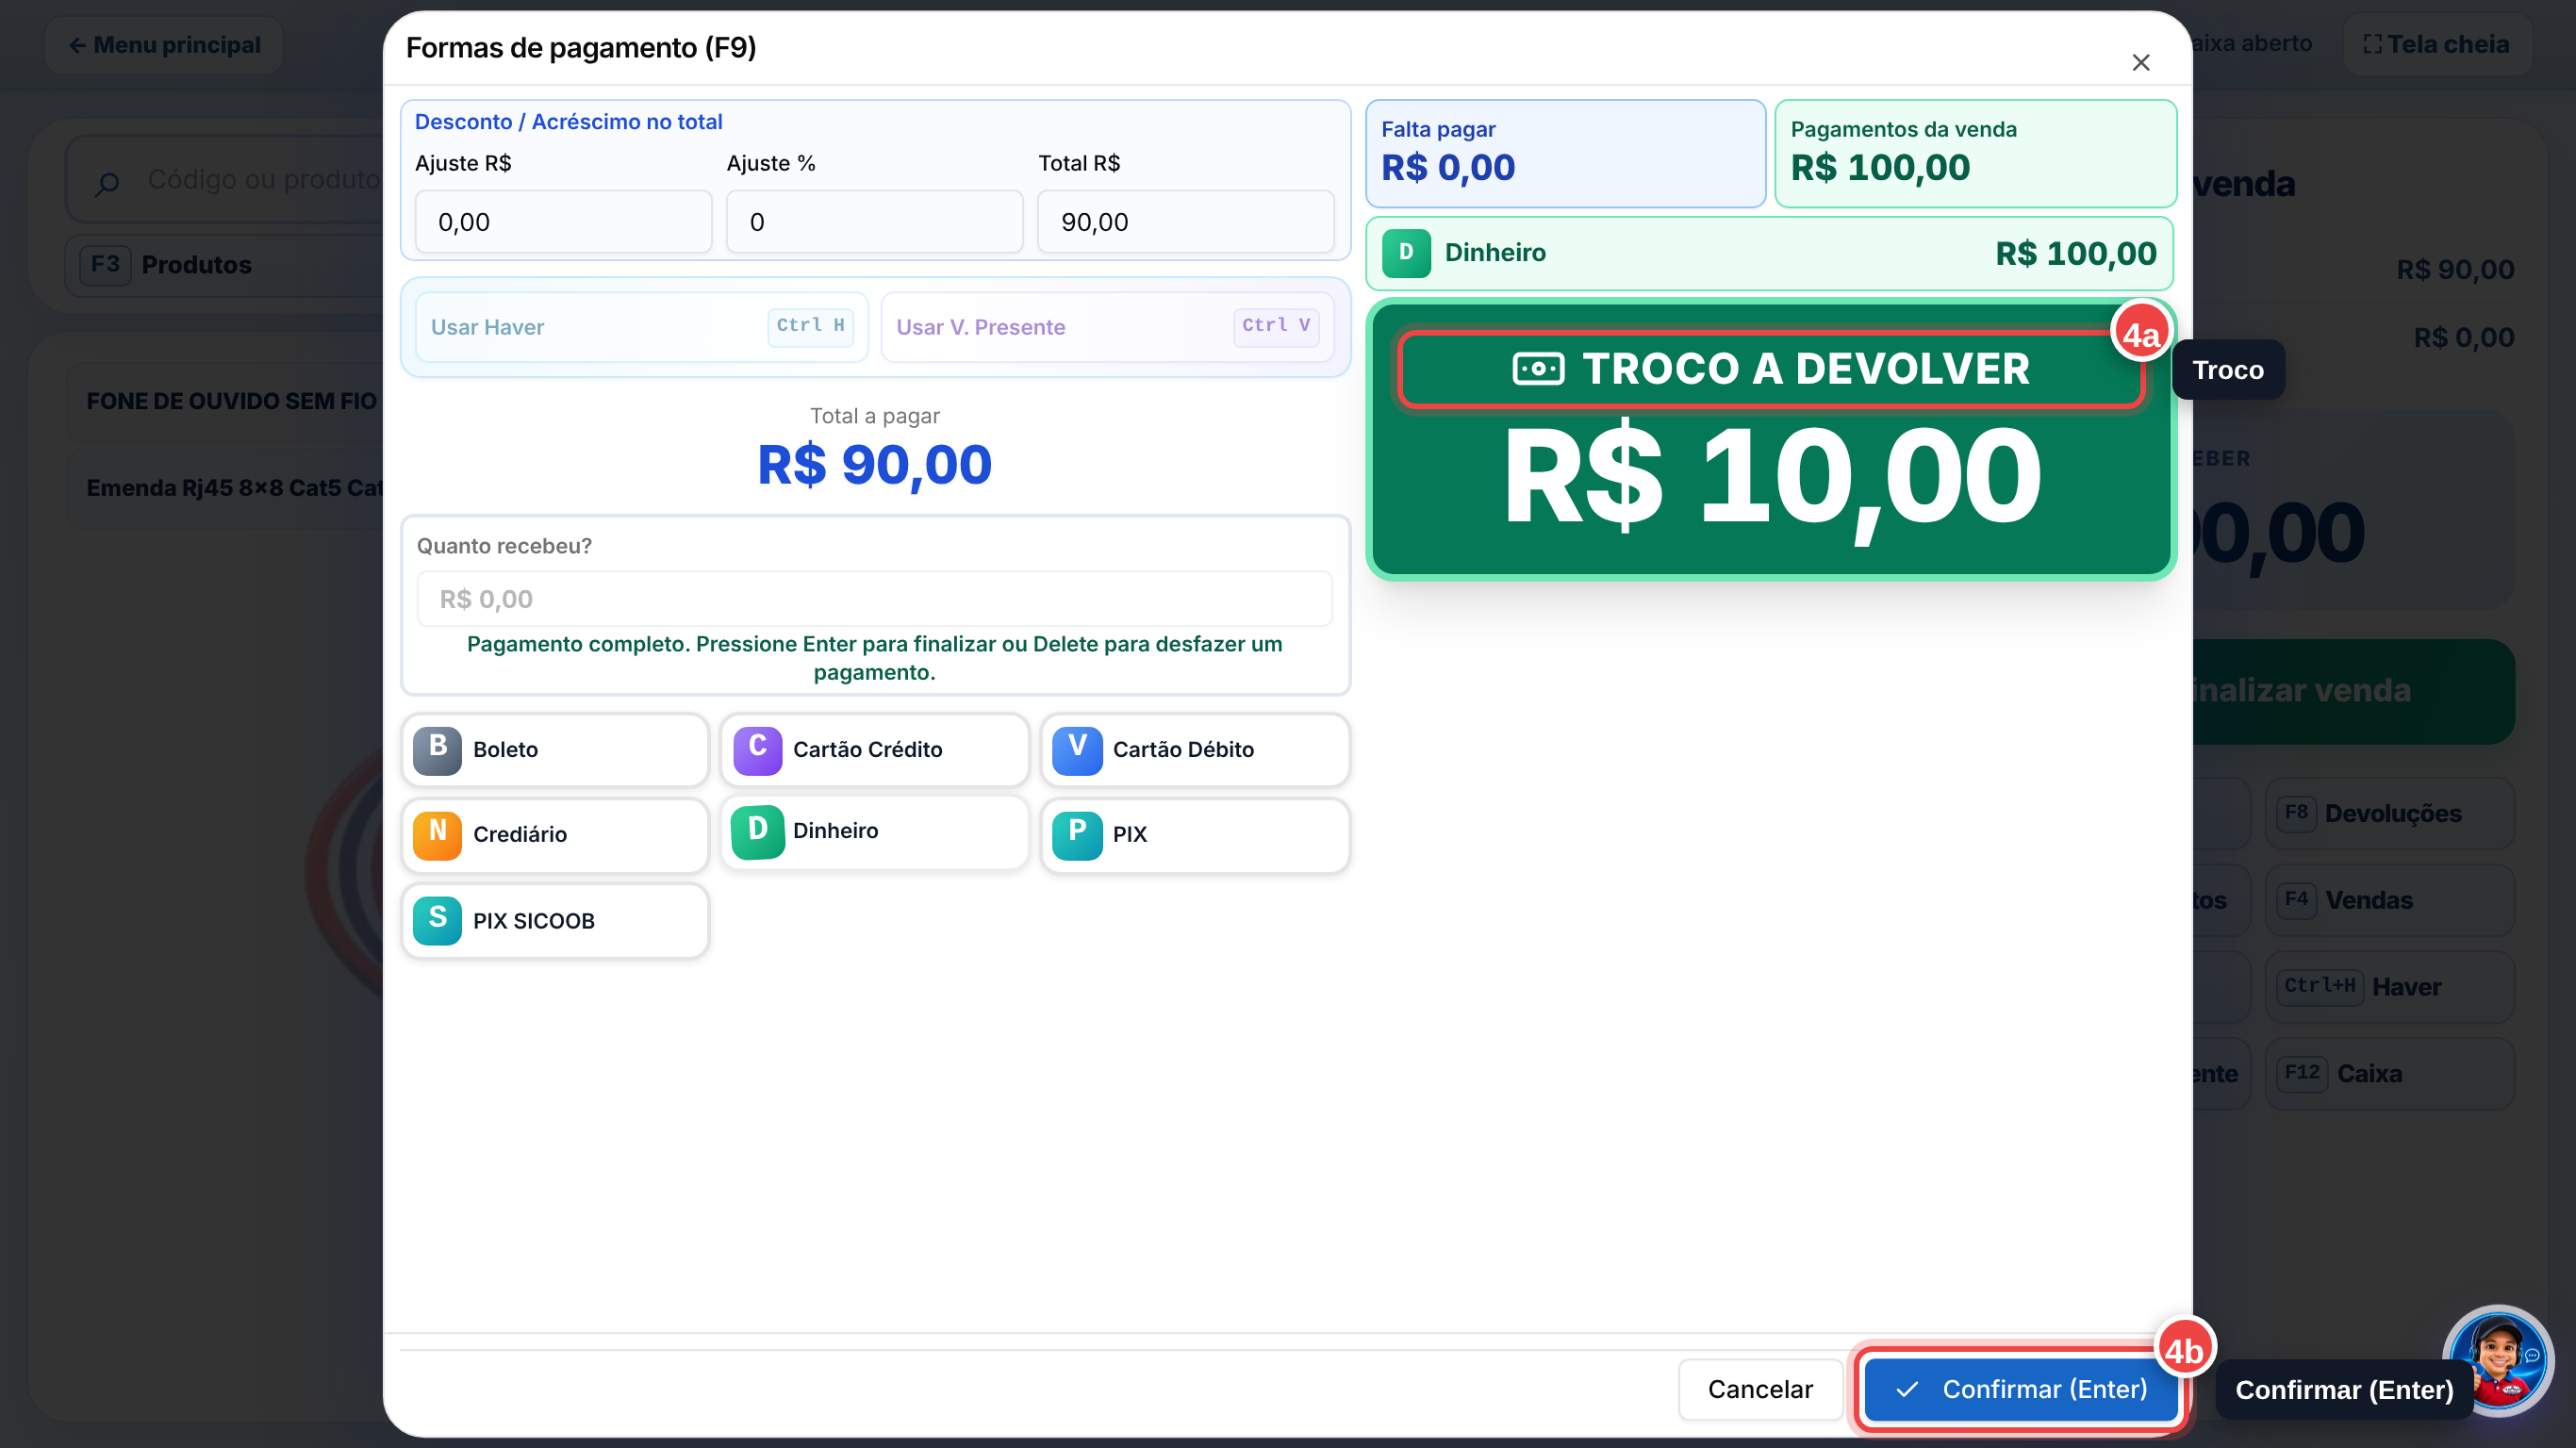 ← Menu principal
Formas de pagamento (F9)
aixa aberto
Tela cheia
Código ou produto
F3 Produtos
FONE DE OUVIDO SEM FIO
Emenda Rj45 8x8 Cat5 Cat
Desconto / Acréscimo no total
Ajuste R$
Ajuste %
Total R$
0,00
0
90,00
Usar Haver
Ctrl H
Usar V. Presente
Ctrl V
Total a pagar
R$ 90,00
Quanto recebeu?
R$ 0,00
Pagamento completo. Pressione Enter para finalizar ou Delete para desfazer um
pagamento.
B Boleto
C Cartão Crédito
V Cartão Débito
N Crediário
D Dinheiro
P PIX
S PIX SICOOB
Falta pagar
R$ 0,00
Pagamentos da venda
R$ 100,00
D Dinheiro
R$ 100,00
4a
TROCO A DEVOLVER
Troco
R$ 10,00
venda
R$ 90,00
R$ 0,00
EBER
00,00
inalizar venda
F8 Devoluções
tos
F4 Vendas
Ctrl+H Haver
ente
F12 Caixa
Cancelar
Confirmar (Enter)
4b
Confirmar (Enter)